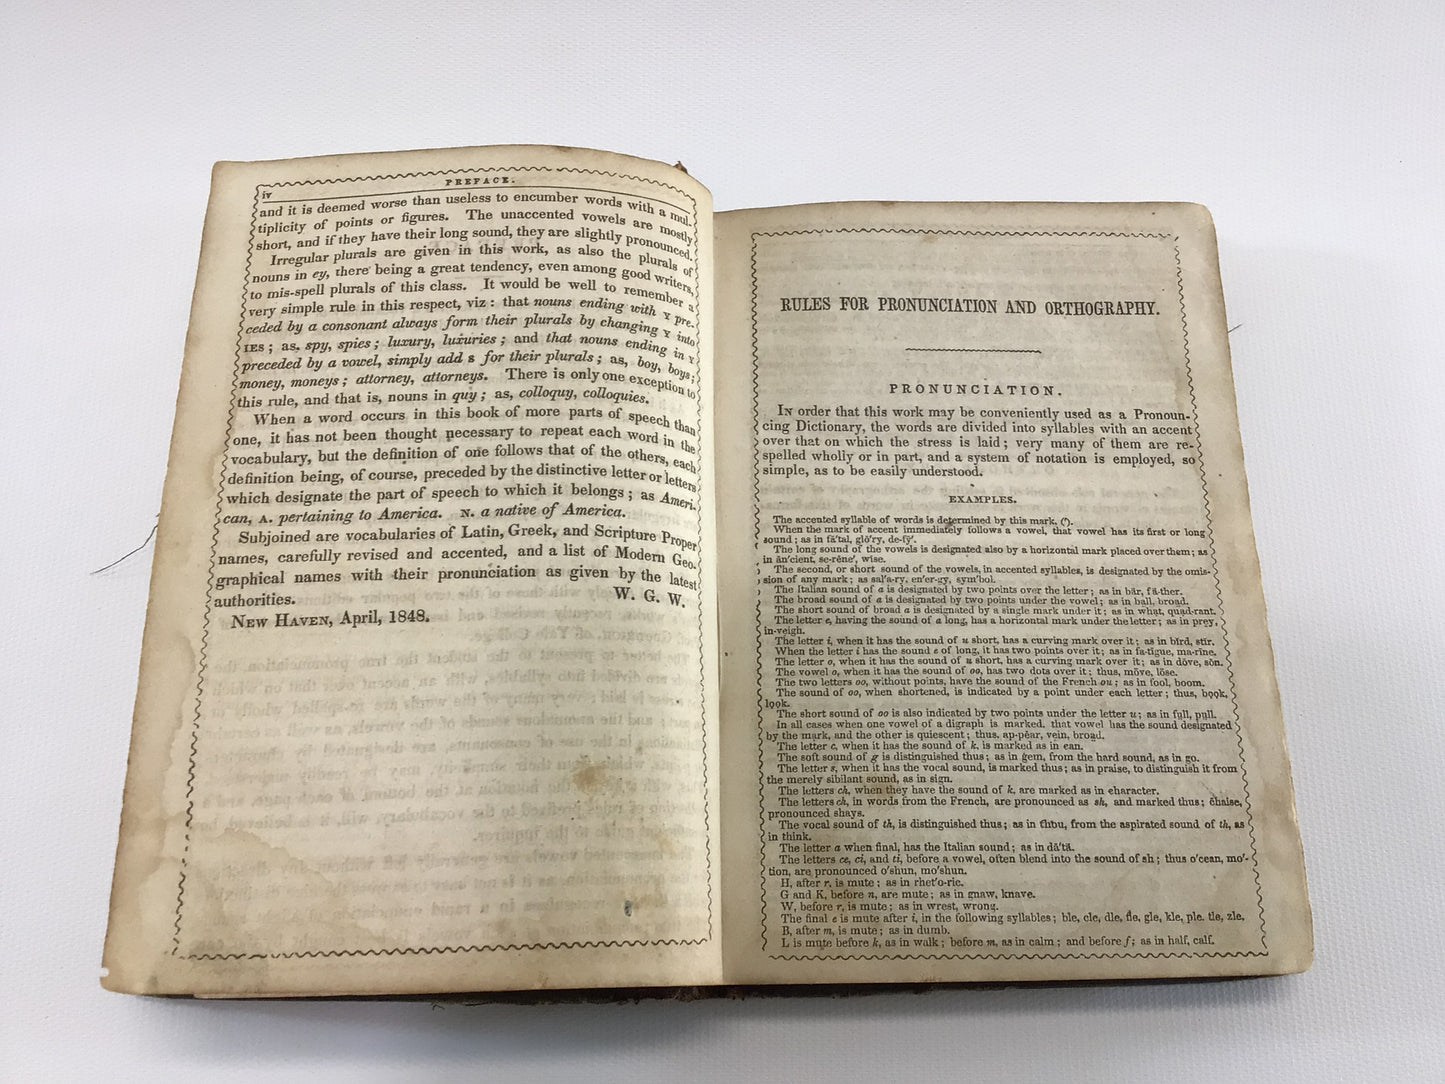 iv
PREFACE.
and it is deemed worse than useless to encumber words with a mul-
tiplicity of points or figures. The unaccented vowels are mostly
short, and if they have their long sound, they are slightly pronounced.
Irregular plurals are given in this work, as also the plurals of
nouns in ey, there being a great tendency, even among good writers,
to mis-spell plurals of this class. It would be well to remember a
very simple rule in this respect, viz : that nouns ending with Y pre-
ceded by a consonant always form their plurals by changing Y into
IES ; as. spy, spies ; luxury, luxuries ; and that nouns ending in Y
preceded by a vowel, simply add s for their plurals ; as, boy, boys ;
money, moneys ; attorney, attorneys. There is only one exception to
this rule, and that is, nouns in quy ; as, colloquy, colloquies.
When a word occurs in this book of more parts of speech than
one, it has not been thought necessary to repeat each word in the
vocabulary, but the definition of one follows that of the others, each
definition being, of course, preceded by the distinctive letter or letters
which designate the part of speech to which it belongs ; as Ameri-
can, A. pertaining to America. N. a native of America.
Subjoined are vocabularies of Latin, Greek, and Scripture Proper
names, carefully revised and accented, and a list of Modern Geo-
graphical names with their pronunciation as given by the latest
authorities. W. G. W.
NEW HAVEN, April, 1848.
RULES FOR PRONUNCIATION AND ORTHOGRAPHY.
PRONUNCIATION.
IN order that this work may be conveniently used as a Pronoun-
cing Dictionary, the words are divided into syllables with an accent
over that on which the stress is laid ; very many of them are re-
spelled wholly or in part, and a system of notation is employed, so
simple, as to be easily understood.
EXAMPLES.
The accented syllable of words is determined by this mark, (').
When the mark of accent immediately follows a vowel, that vowel has its first or long
sound ; as in fā'tal, glō'ry, de-fȳ'.
The long sound of the vowels is designated also by a horizontal mark placed over them ; as
in ān'cient, se-rēne', wise.
The second, or short sound of the vowels, in accented syllables, is designated by the omis-
sion of any mark ; as sal'a-ry, en'er-gy, sym'bol.
The Italian sound of a is designated by two points over the letter ; as in bär, fä-ther.
The broad sound of a is designated by two points under the vowel ; as in ba̤ll, broa̤d.
The short sound of broad a is designated by a single mark under it ; as in whạt, quạd-rant.
The letter e, having the sound of a long, has a horizontal mark under the letter ; as in prey,
in-veigh.
The letter i, when it has the sound of u short, has a curving mark over it ; as in bĭrd, stĭr.
When the letter i has the sound e of long, it has two points over it ; as in fa-tïgue, ma-rïne.
The letter o, when it has the sound of u short, has a curving mark over it ; as in dŏve, sŏn.
The vowel o, when it has the sound of oo, has two dots over it ; thus, möve, löse.
The two letters oo, without points, have the sound of the French ou ; as in fool, boom.
The sound of oo, when shortened, is indicated by a point under each letter ; thus, bọọk,
lọọk.
The short sound of oo is also indicated by two points under the letter u ; as in fṳll, pṳll.
In all cases when one vowel of a digraph is marked, that vowel has the sound designated
by the mark, and the other is quiescent ; thus, ap-pēar, vein, broa̤d.
The letter c, when it has the sound of k, is marked as in ean.
The soft sound of g is distinguished thus ; as in ġem, from the hard sound, as in go.
The letter s, when it has the vocal sound, is marked thus ; as in praise, to distinguish it from
the merely sibilant sound, as in sign.
The letters ch, when they have the sound of k, are marked as in eharacter.
The letters ch, in words from the French, are pronounced as sh, and marked thus ; çhaise,
pronounced shays.
The vocal sound of th, is distinguished thus ; as in thou, from the aspirated sound of th, as
in think.
The letter a when final, has the Italian sound ; as in dā'tä.
The letters ce, ci, and ti, before a vowel, often blend into the sound of sh ; thus o'cean, mo'-
tion, are pronounced o'shun, mo'shun.
H, after r, is mute ; as in rhet'o-ric.
G and K, before n, are mute ; as in gnaw, knave.
W, before r, is mute ; as in wrest, wrong.
The final e is mute after l, in the following syllables ; ble, cle, dle, fle, gle, kle, ple, tle, zle.
B, after m, is mute ; as in dumb.
L is mute before k, as in walk ; before m, as in calm ; and before f ; as in half, calf.